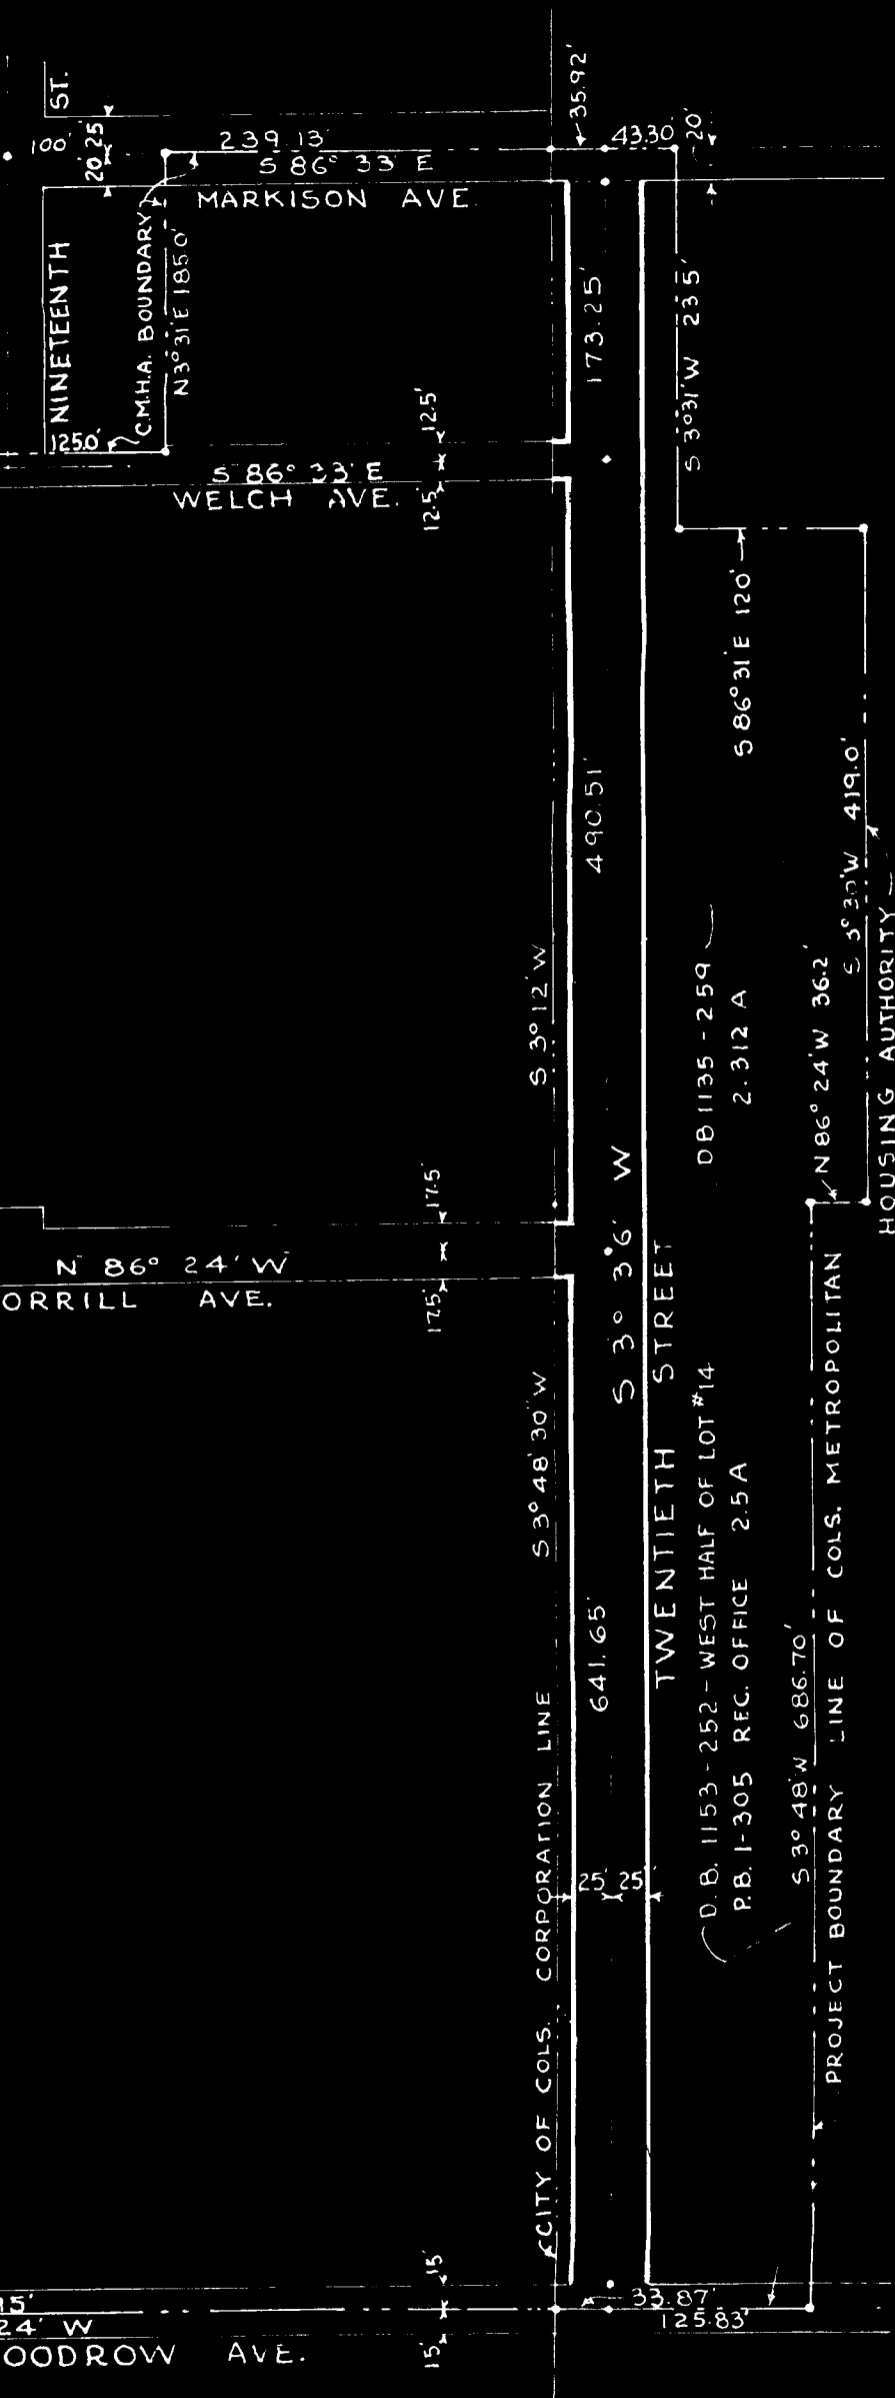 ST.
100'
20' 25'
239.13'
S 86° 33' E
MARKISON AVE.
35.92'
43.30'
20'
NINETEENTH
C.M.H.A. BOUNDARY
N3°31'E 185.0'
125.0'
S 86° 33' E
WELCH AVE.
12.5'
12.5'
173.25'
S 3°31'W 235'
S 86°31'E 120'
490.51'
S 3° 12' W
S 3° 30' W 419.0'
DB1135-259
2.312 A
N 86° 24' W 36.2'
HOUSING AUTHORITY
17.5'
17.5'
N 86° 24' W
ORRILL AVE.
S 3° 36' W
TWENTIETH STREET
S 3° 48' 30" W
641.65'
D.B. 1153-252-WEST HALF OF LOT #14
P.B. 1-305 REC. OFFICE 2.5A
S 3° 48' W 686.70'
PROJECT BOUNDARY LINE OF COLS. METROPOLITAN
CITY OF COLS. CORPORATION LINE
25' 25'
15'
15'
33.87'
125.83'
15'
24' W
OODROW AVE.